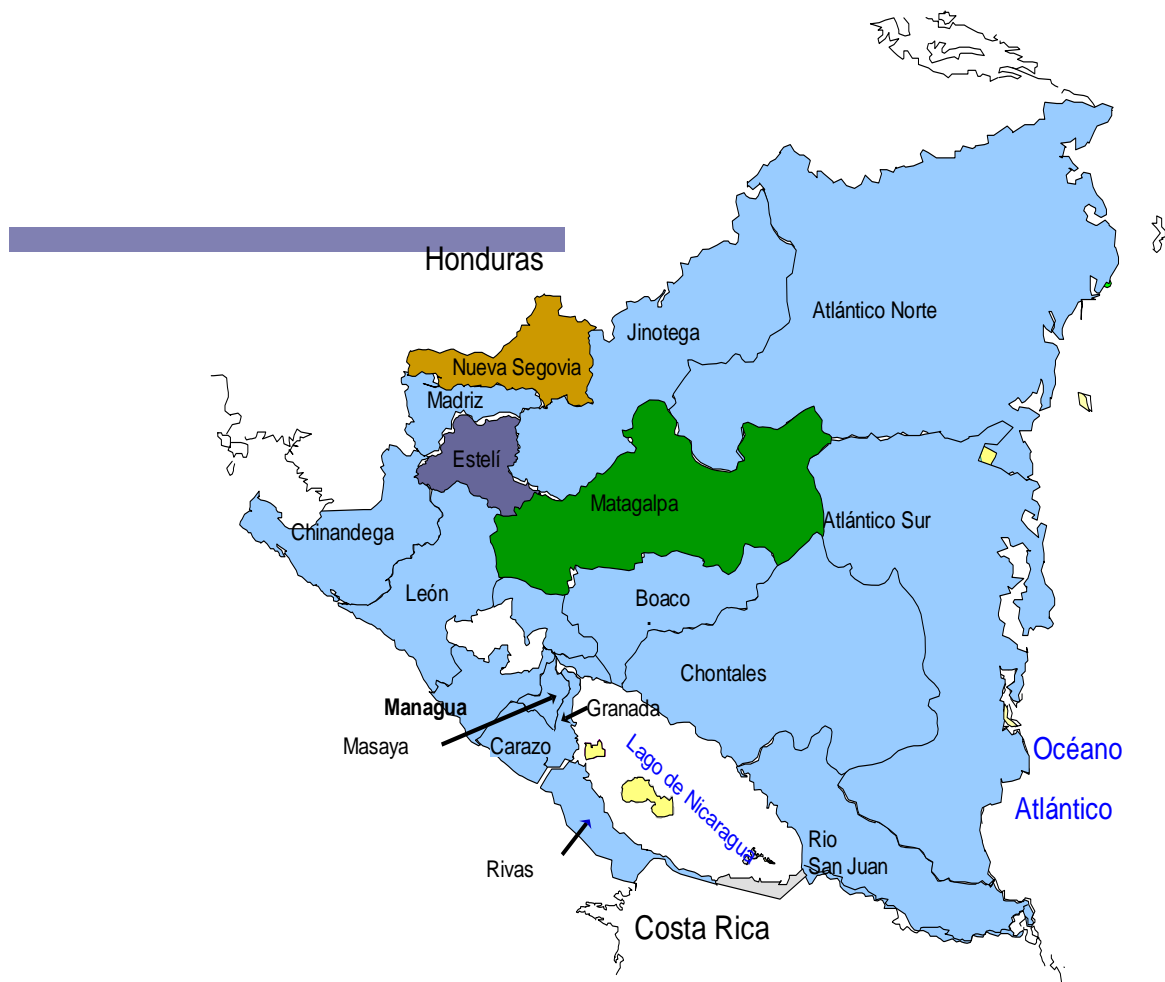 Honduras
Atlántico Norte
Jinotega
Nueva Segovia
Madriz
Estelí
Matagalpa
Atlántico Sur
Chinandega
León
Boaco
Chontales
Managua
Granada
Masaya
Carazo
Lago de Nicaragua
Océano
Atlántico
Rio
San Juan
Rivas
Costa Rica